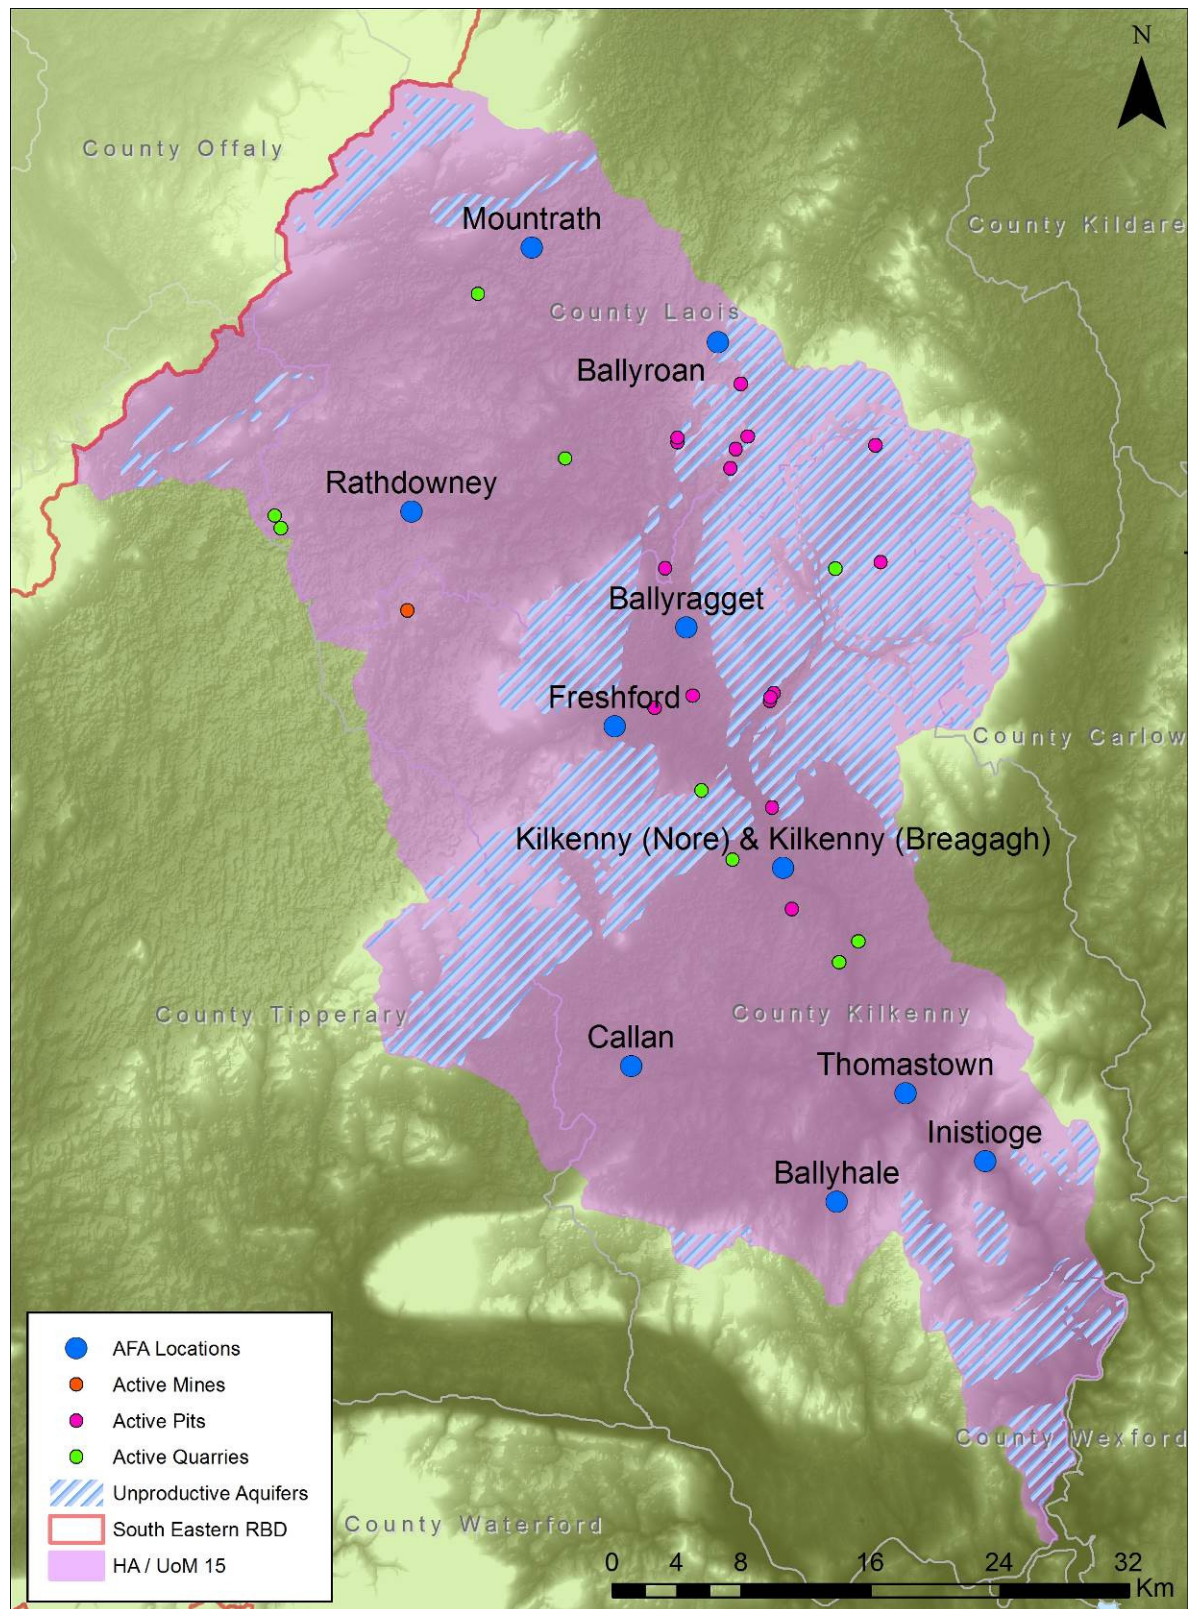 N
County Offaly
Mountrath
County Kildare
County Laois
Ballyroan
Rathdowney
Ballyragget
Freshford
County Carlow
Kilkenny (Nore) & Kilkenny (Breagagh)
County Tipperary
County Kilkenny
Callan
Thomastown
Inistioge
Ballyhale
AFA Locations
Active Mines
Active Pits
Active Quarries
Unproductive Aquifers
South Eastern RBD
HA / UoM 15
County Wexford
County Waterford
0 4 8 16 24 32
Km